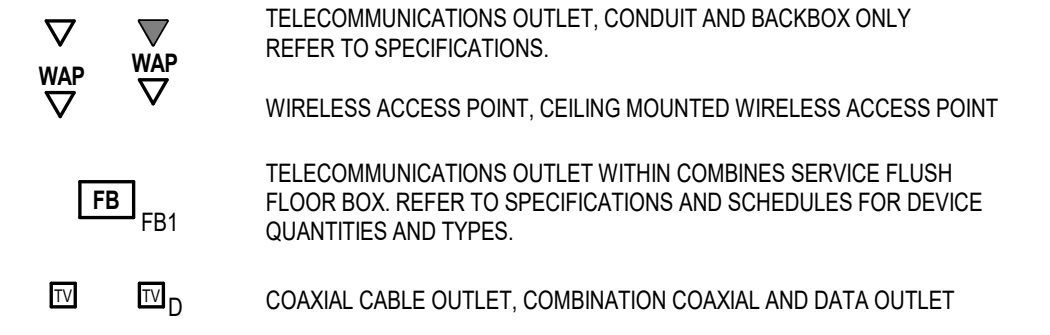 TELECOMMUNICATIONS OUTLET, CONDUIT AND BACKBOX ONLY
REFER TO SPECIFICATIONS.
WAP WAP
WIRELESS ACCESS POINT, CEILING MOUNTED WIRELESS ACCESS POINT
FB FB1
TELECOMMUNICATIONS OUTLET WITHIN COMBINES SERVICE FLUSH
FLOOR BOX. REFER TO SPECIFICATIONS AND SCHEDULES FOR DEVICE
QUANTITIES AND TYPES.
TV TV D COAXIAL CABLE OUTLET, COMBINATION COAXIAL AND DATA OUTLET